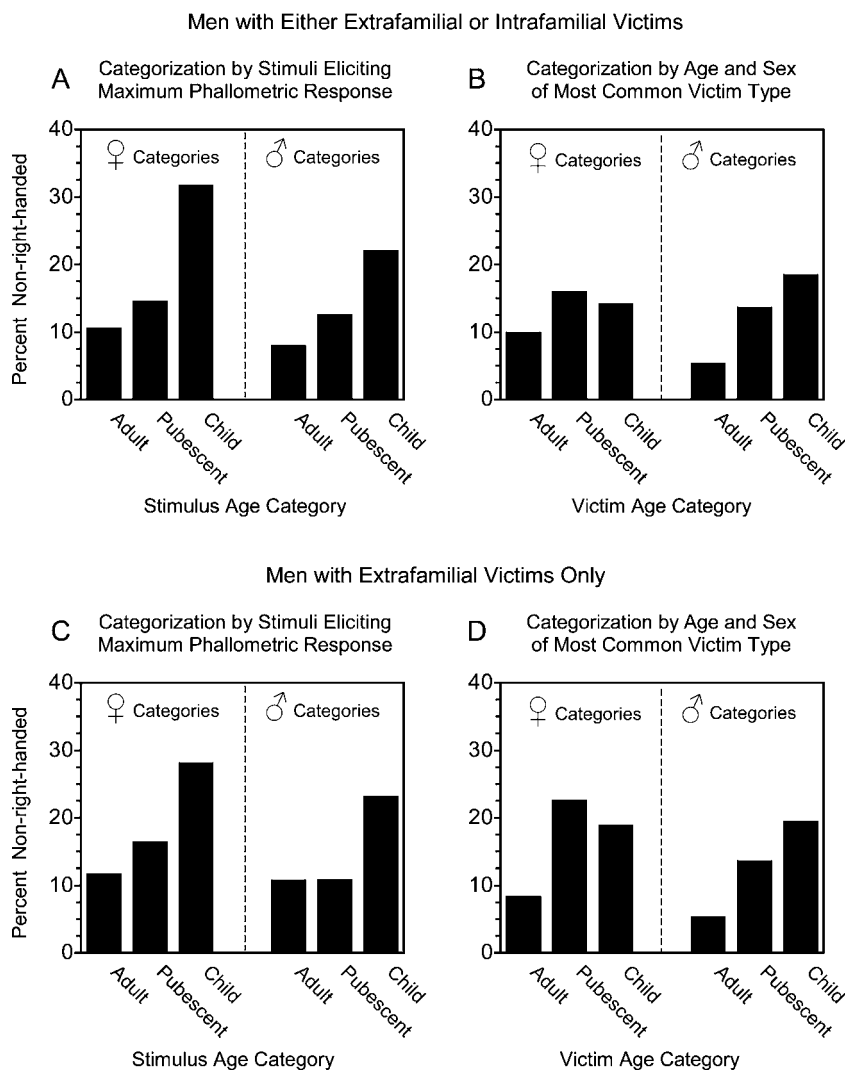 Men with Either Extrafamilial or Intrafamilial Victims
A
Categorization by Stimuli Eliciting
Maximum Phallometric Response
Percent Non-right-handed
40
30
20
10
0
♀ Categories
♂ Categories
Adult
Pubescent
Child
Adult
Pubescent
Child
Stimulus Age Category
B
Categorization by Age and Sex
of Most Common Victim Type
40
30
20
10
0
♀ Categories
♂ Categories
Adult
Pubescent
Child
Adult
Pubescent
Child
Victim Age Category
Men with Extrafamilial Victims Only
C
Categorization by Stimuli Eliciting
Maximum Phallometric Response
Percent Non-right-handed
40
30
20
10
0
♀ Categories
♂ Categories
Adult
Pubescent
Child
Adult
Pubescent
Child
Stimulus Age Category
D
Categorization by Age and Sex
of Most Common Victim Type
40
30
20
10
0
♀ Categories
♂ Categories
Adult
Pubescent
Child
Adult
Pubescent
Child
Victim Age Category